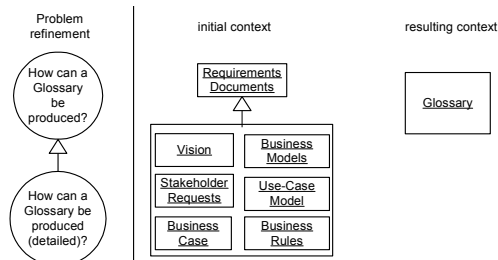 Problem
refinement
How can a
Glossary
be
produced?
How can a
Glossary be
produced
(detailed)?
initial context
Requirements
Documents
Vision
Business
Models
Stakeholder
Requests
Use-Case
Model
Business
Case
Business
Rules
resulting context
Glossary